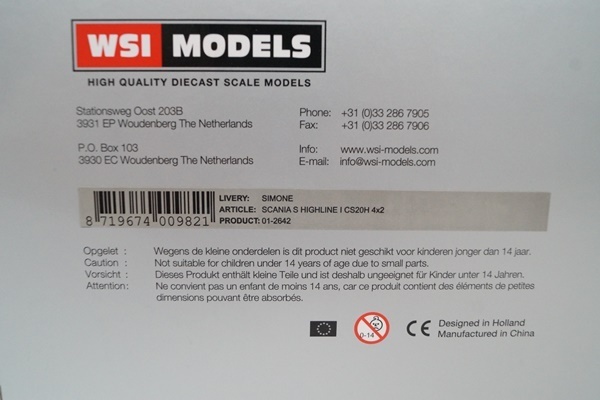 WSI MODELS
HIGH QUALITY DIECAST SCALE MODELS
Stationsweg Oost 203B
3931 EP Woudenberg The Netherlands
P.O. Box 103
3930 EC Woudenberg The Netherlands
Phone: +31 (0)33 286 7905
Fax: +31 (0)33 286 7906
Info: www.wsi-models.com
E-mail: info@wsi-models.com
8 719674 009821
LIVERY: SIMONE
ARTICLE: SCANIA S HIGHLINE I CS20H 4x2
PRODUCT: 01-2642
Opgelet : Wegens de kleine onderdelen is dit product niet geschikt voor kinderen jonger dan 14 jaar.
Caution : Not suitable for children under 14 years of age due to small parts.
Vorsicht : Dieses Produkt enthält kleine Teile und ist deshalb ungeeignet für Kinder unter 14 Jahren.
Attention: Ne convient pas un enfant de moins 14 ans, car ce produit contient des éléments de petites
dimensions pouvant être absorbés.
0-14
CE
Designed in Holland
Manufactured in China